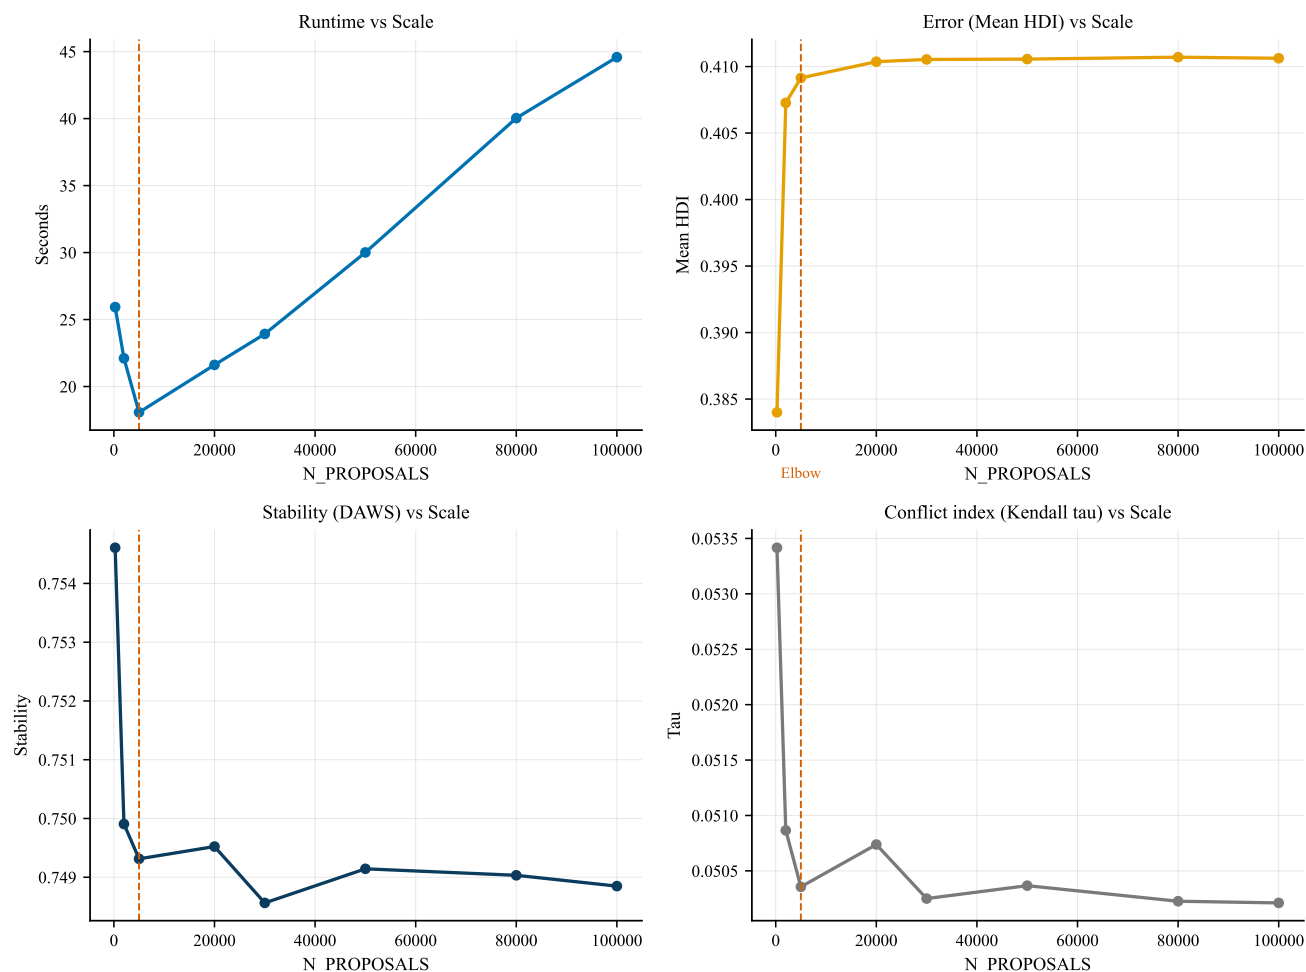 Runtime vs Scale
45
40
35
30
25
20
Seconds
0 20000 40000 60000 80000 100000
N_PROPOSALS
Error (Mean HDI) vs Scale
0.410
0.405
0.400
0.395
0.390
0.385
Mean HDI
0 20000 40000 60000 80000 100000
Elbow
N_PROPOSALS
Stability (DAWS) vs Scale
0.754
0.753
0.752
0.751
0.750
0.749
Stability
0 20000 40000 60000 80000 100000
N_PROPOSALS
Conflict index (Kendall tau) vs Scale
0.0535
0.0530
0.0525
0.0520
0.0515
0.0510
0.0505
Tau
0 20000 40000 60000 80000 100000
N_PROPOSALS